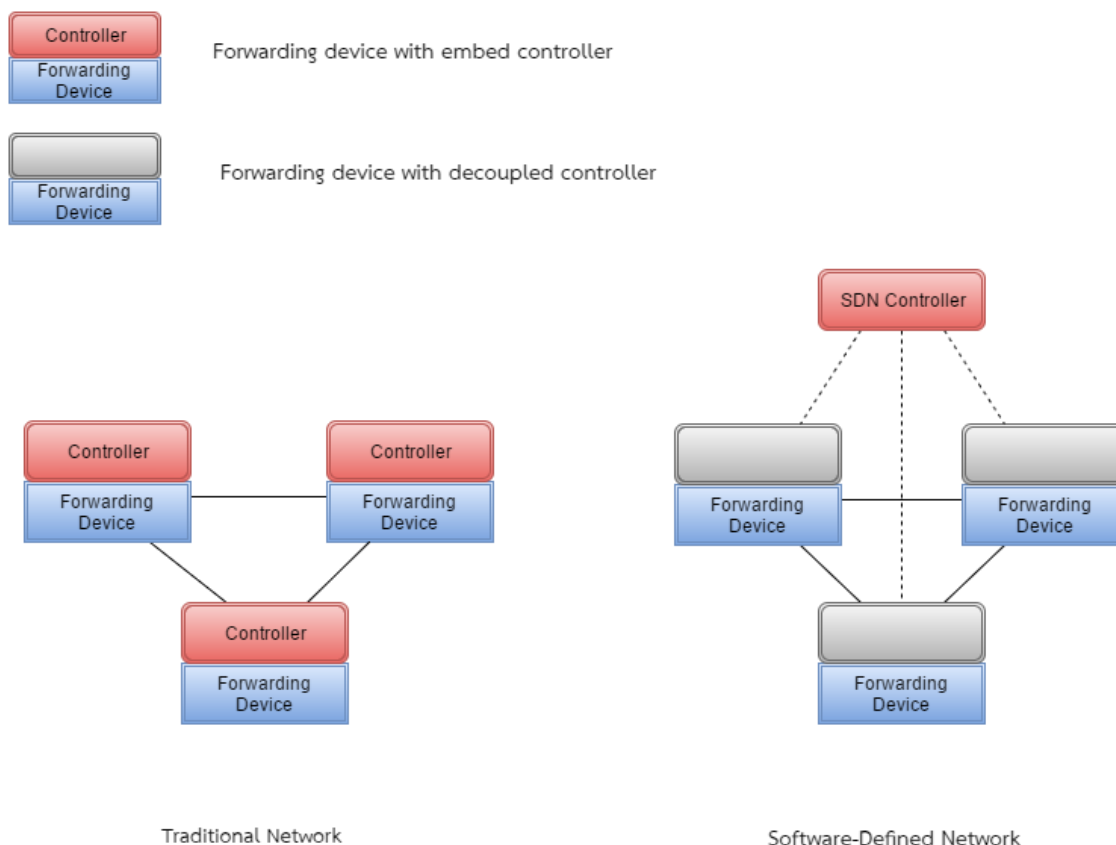 Controller
Forwarding
Device
Forwarding device with embed controller
Forwarding
Device
Forwarding device with decoupled controller
SDN Controller
Controller
Forwarding
Device
Controller
Forwarding
Device
Controller
Forwarding
Device
Forwarding
Device
Forwarding
Device
Forwarding
Device
Traditional Network
Software-Defined Network